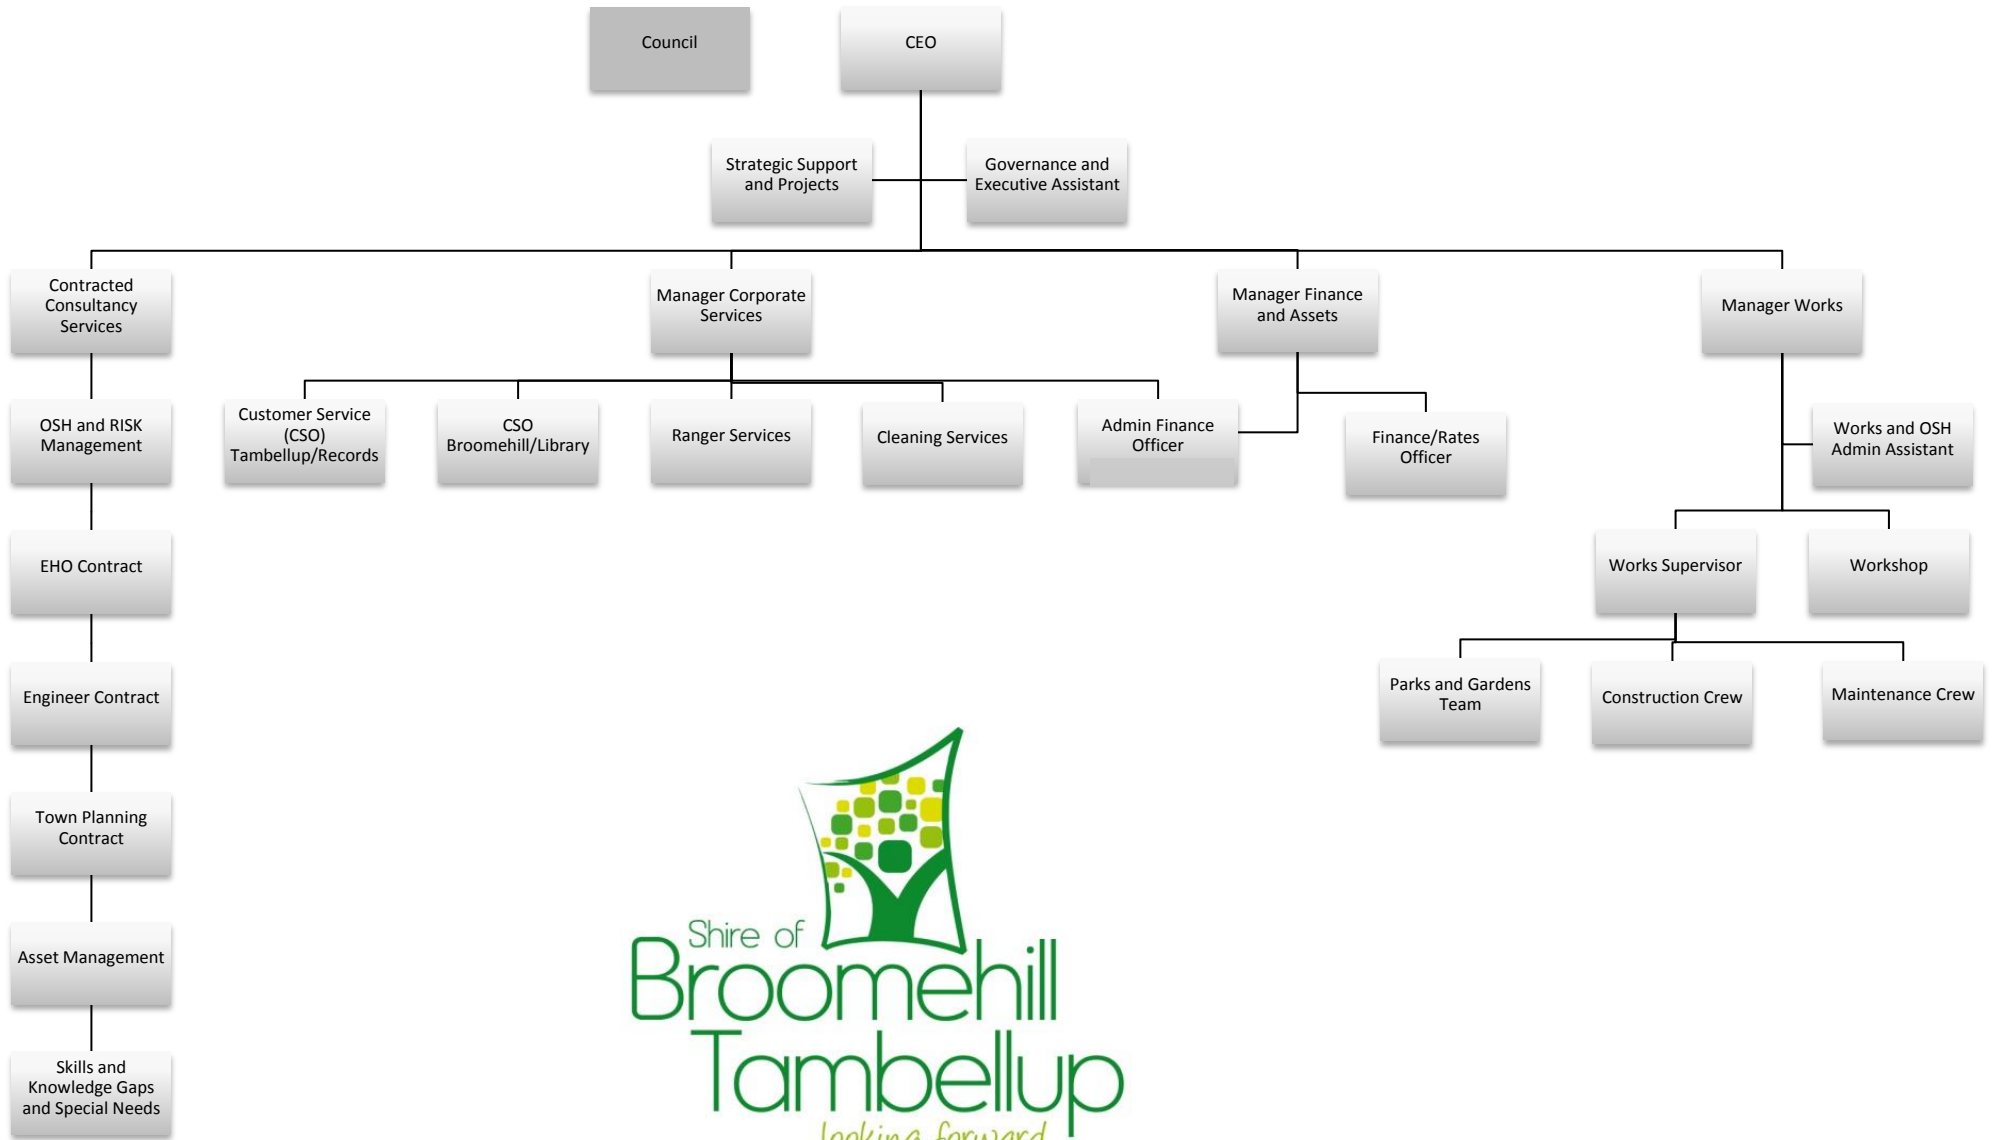 Council
CEO
Strategic Support
and Projects
Governance and
Executive Assistant
Contracted
Consultancy
Services
Manager Corporate
Services
Manager Finance
and Assets
Manager Works
OSH and RISK
Management
Customer Service
(CSO)
Tambellup/Records
CSO
Broomehill/Library
Ranger Services
Cleaning Services
Admin Finance
Officer
Finance/Rates
Officer
Works and OSH
Admin Assistant
EHO Contract
Works Supervisor
Workshop
Engineer Contract
Parks and Gardens
Team
Construction Crew
Maintenance Crew
Town Planning
Contract
Asset Management
Skills and
Knowledge Gaps
and Special Needs
Shire of
Broomehill
Tambellup
looking forward